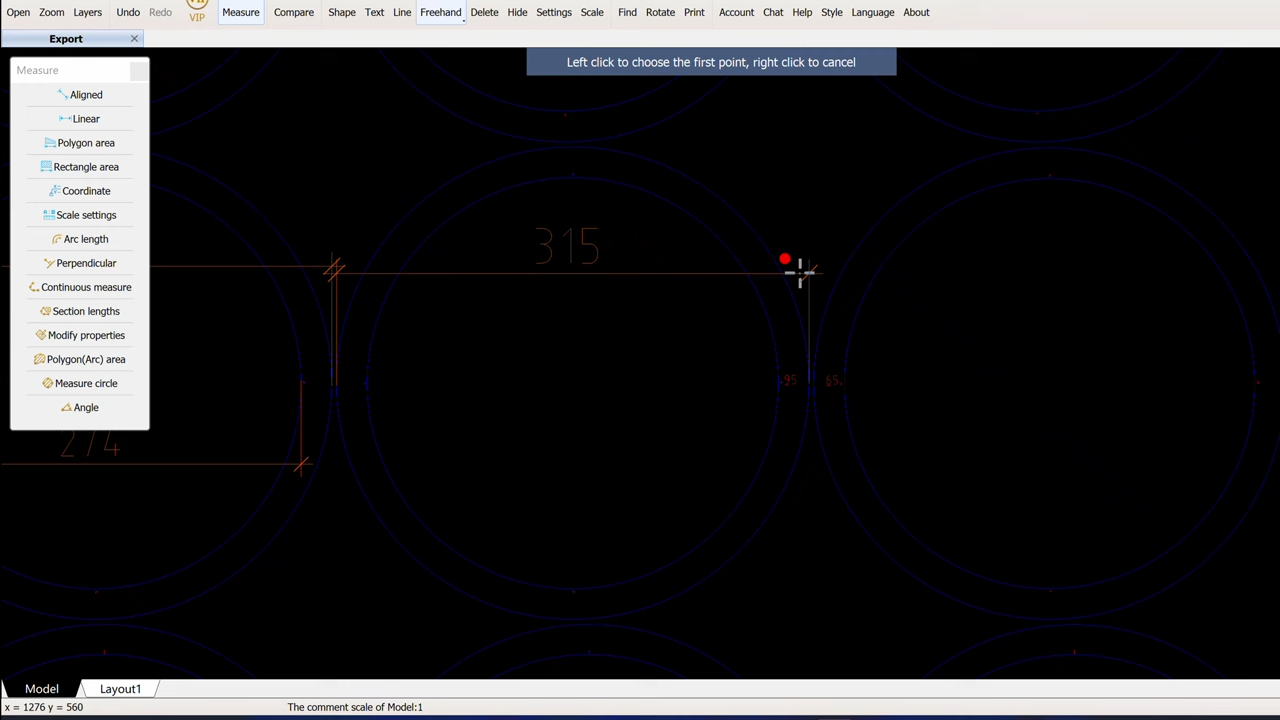 Open Zoom Layers Undo Redo VIP Measure Compare Shape Text Line Freehand Delete Hide Settings Scale Find Rotate Print Account Chat Help Style Language About
Export
Left click to choose the first point, right click to cancel
Measure
Aligned
Linear
Polygon area
Rectangle area
Coordinate
Scale settings
Arc length
Perpendicular
Continuous measure
Section lengths
Modify properties
Polygon(Arc) area
Measure circle
Angle
315
95 65.
274
Model Layout1
x = 1276 y = 560 The comment scale of Model:1